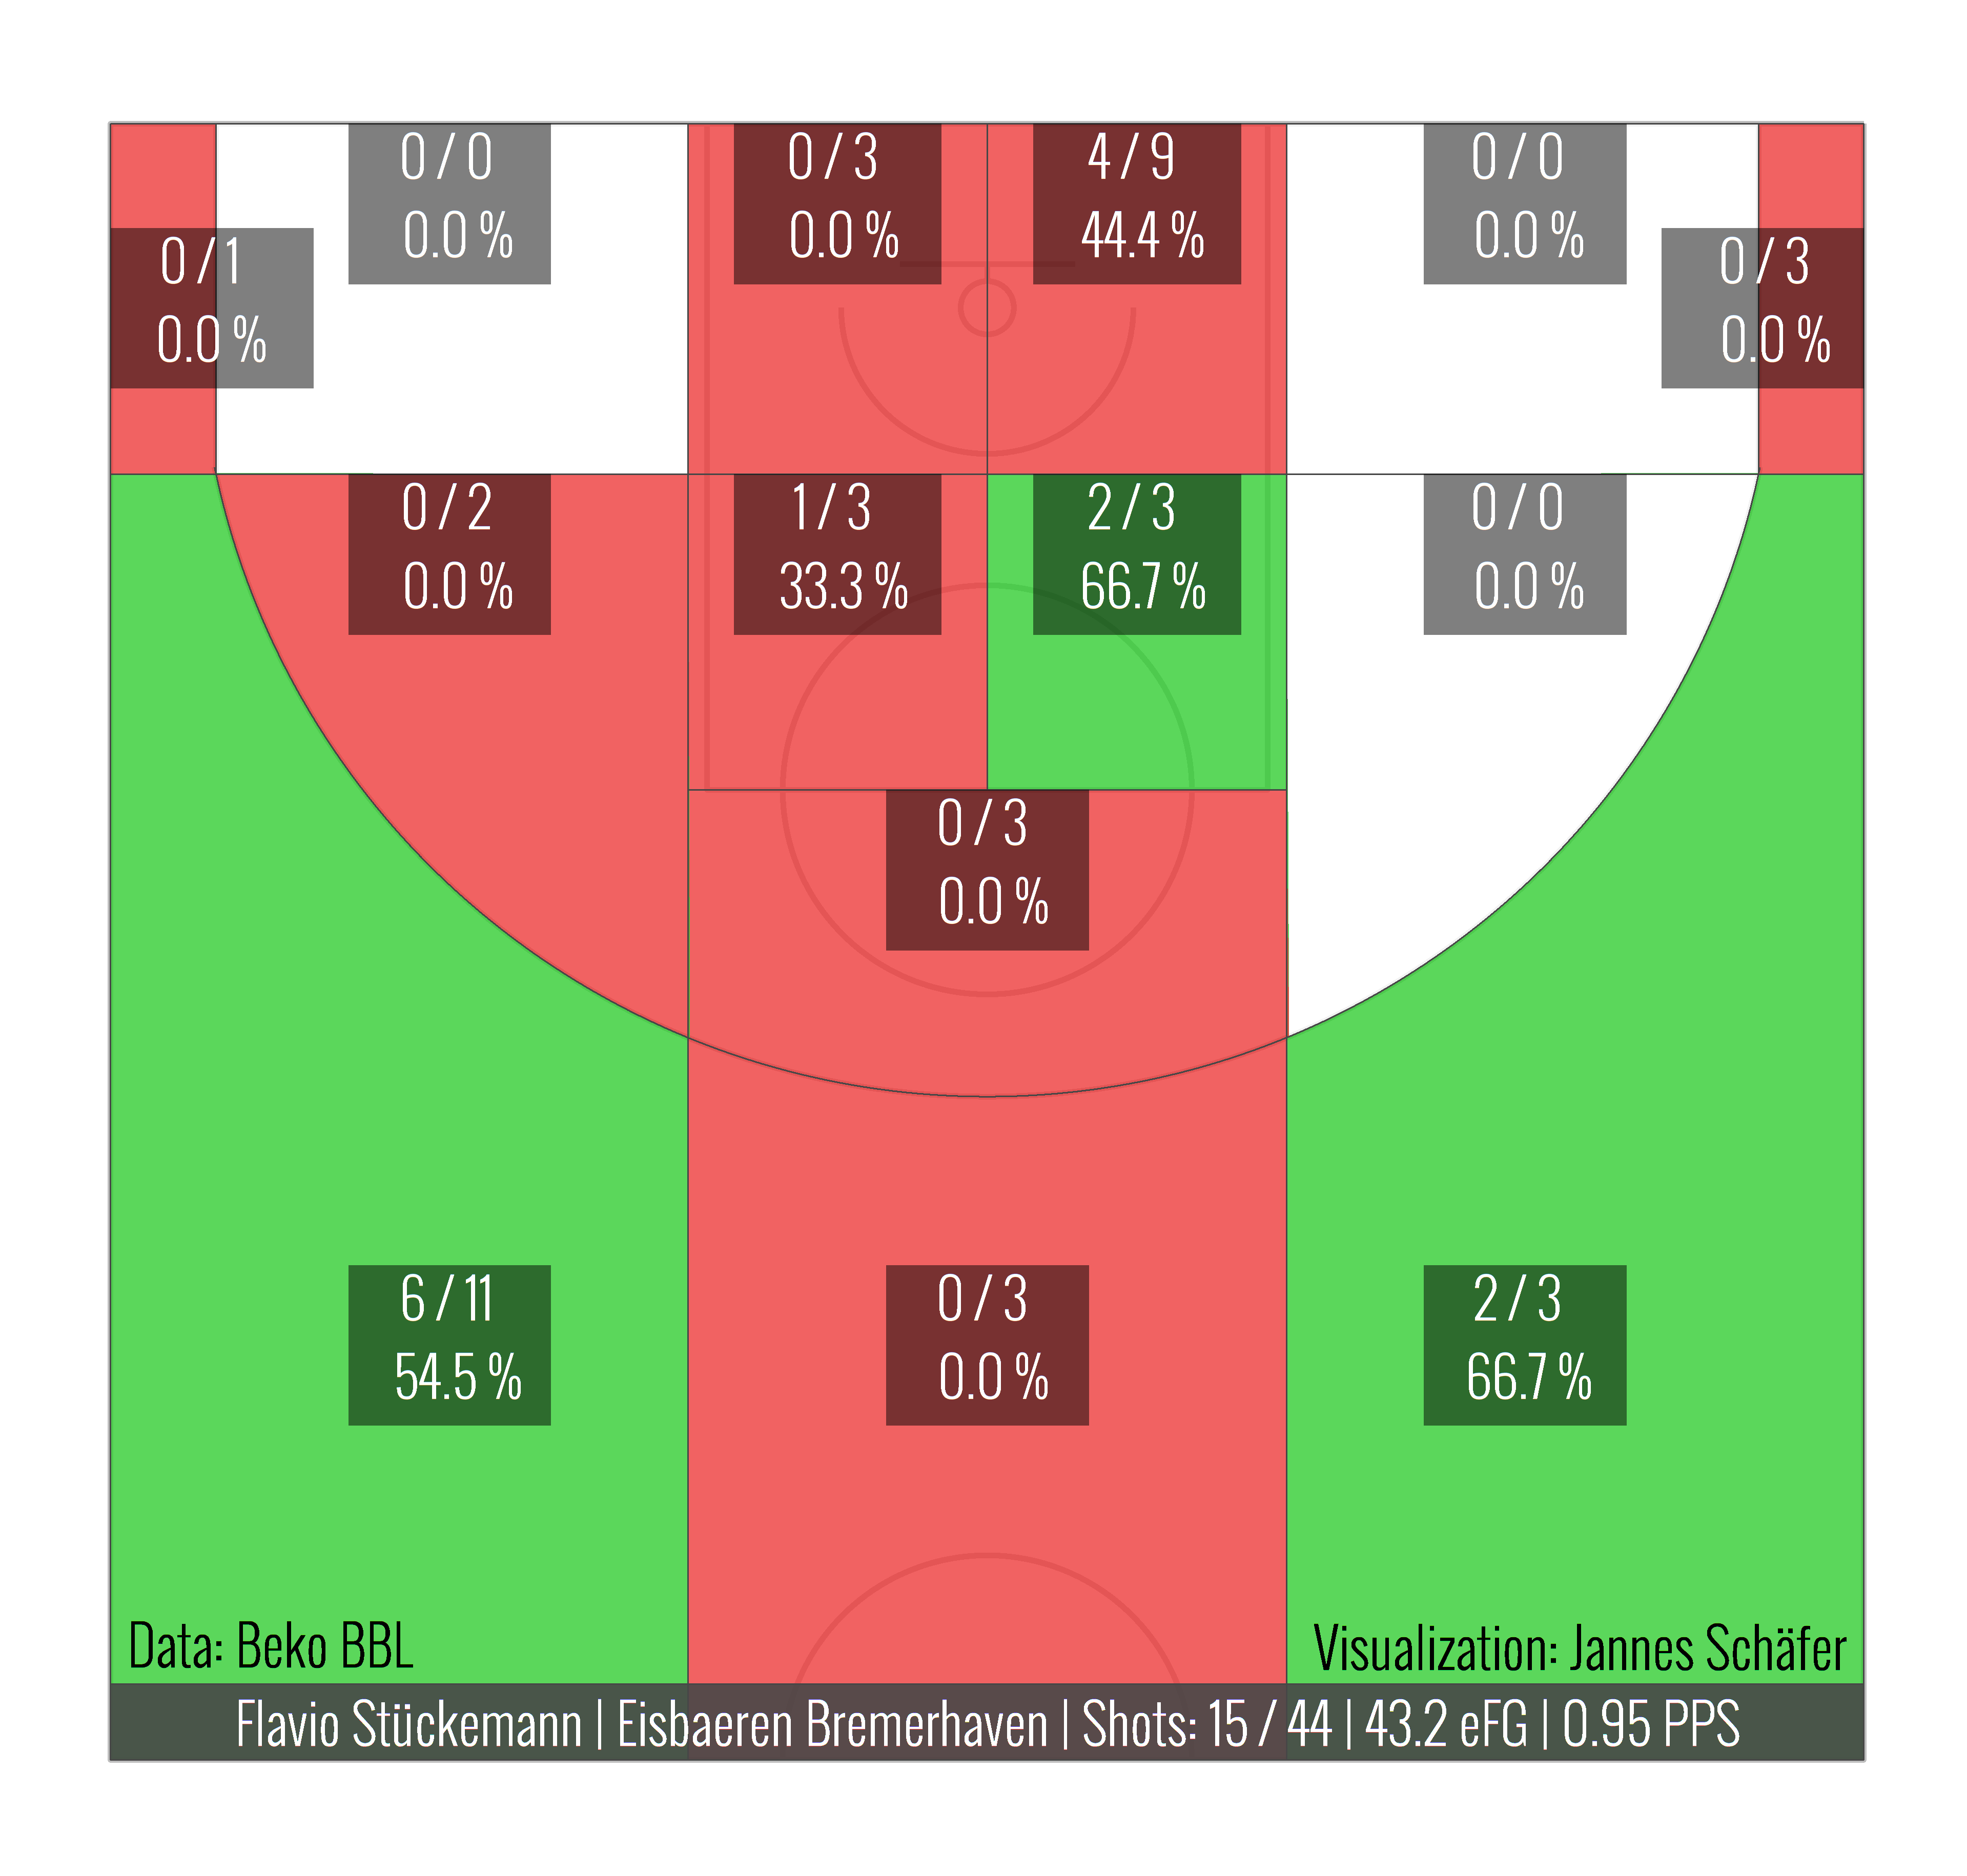 0 / 0
0.0 %
0 / 3
0.0 %
4 / 9
44.4 %
0 / 0
0.0 %
0 / 1
0.0 %
0 / 3
0.0 %
0 / 2
0.0 %
1 / 3
33.3 %
2 / 3
66.7 %
0 / 0
0.0 %
0 / 3
0.0 %
6 / 11
54.5 %
0 / 3
0.0 %
2 / 3
66.7 %
Data: Beko BBL
Visualization: Jannes Schäfer
Flavio Stückemann | Eisbaeren Bremerhaven | Shots: 15 / 44 | 43.2 eFG | 0.95 PPS